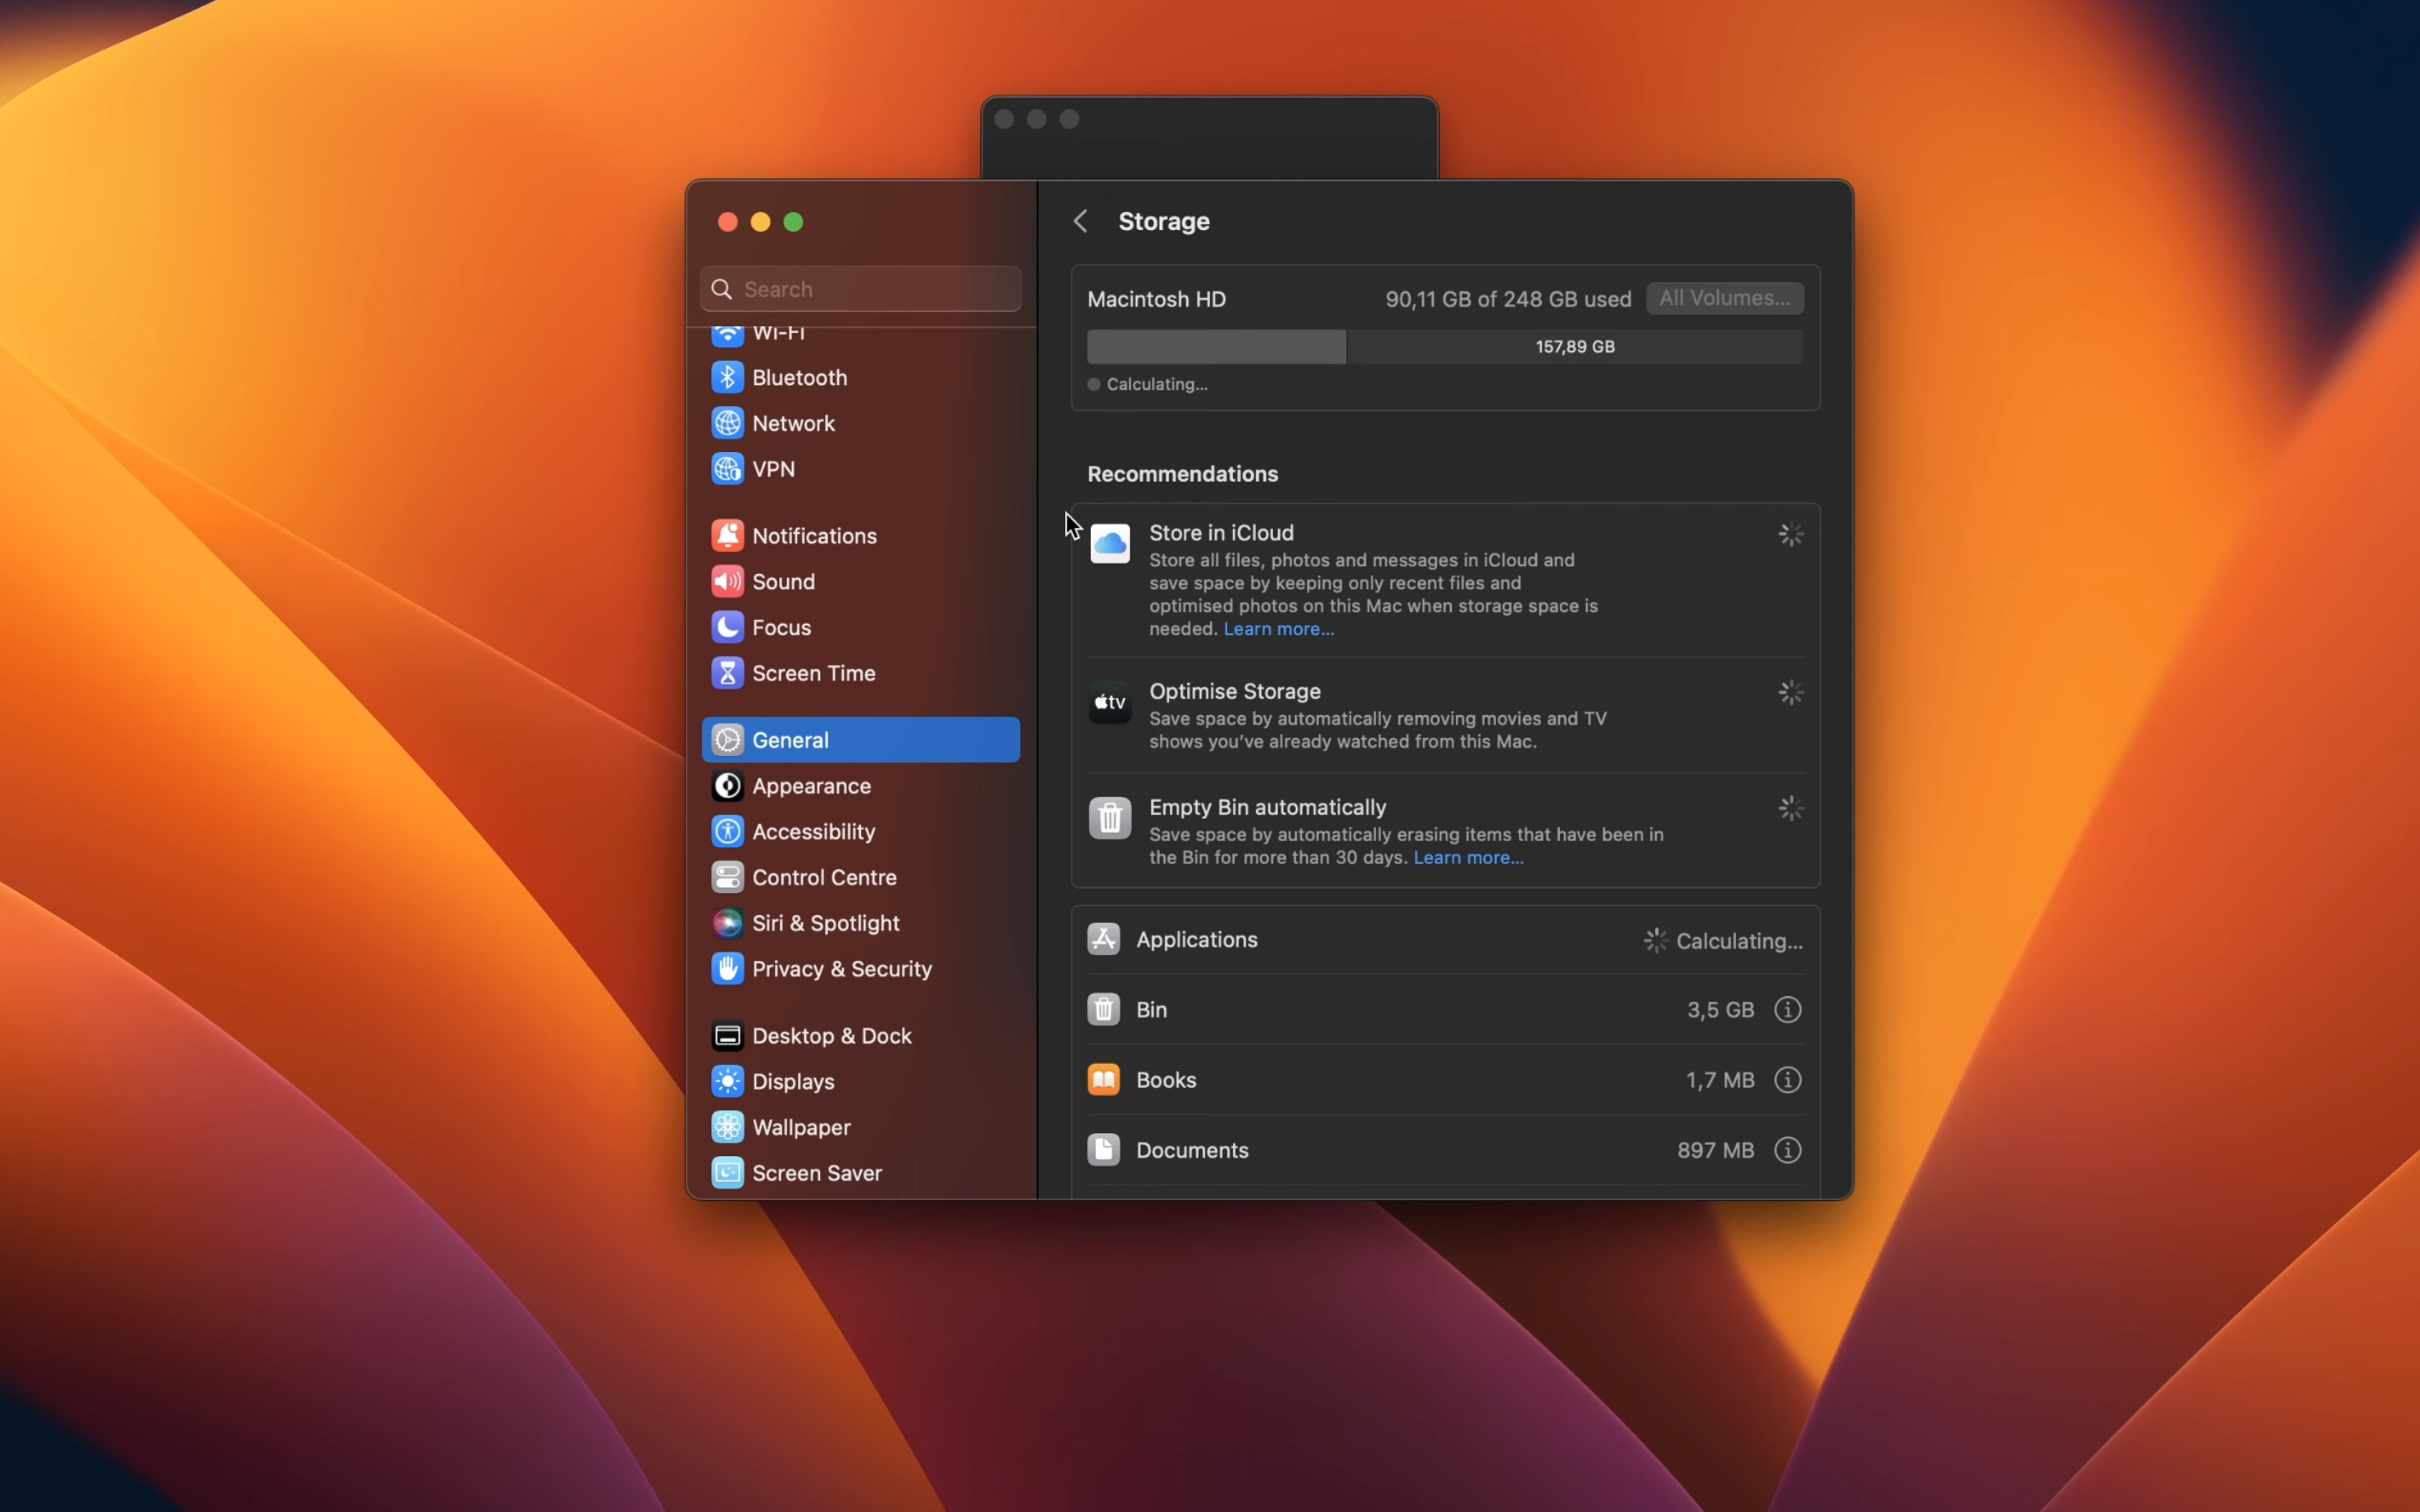 Search
Wi-Fi
Bluetooth
Network
VPN
Notifications
Sound
Focus
Screen Time
General
Appearance
Accessibility
Control Centre
Siri & Spotlight
Privacy & Security
Desktop & Dock
Displays
Wallpaper
Screen Saver
Storage
Macintosh HD 90,11 GB of 248 GB used All Volumes...
157,89 GB
Calculating...
Recommendations
Store in iCloud
Store all files, photos and messages in iCloud and
save space by keeping only recent files and
optimised photos on this Mac when storage space is
needed. Learn more...
tv
Optimise Storage
Save space by automatically removing movies and TV
shows you've already watched from this Mac.
Empty Bin automatically
Save space by automatically erasing items that have been in
the Bin for more than 30 days. Learn more...
Applications Calculating...
Bin 3,5 GB
Books 1,7 MB
Documents 897 MB